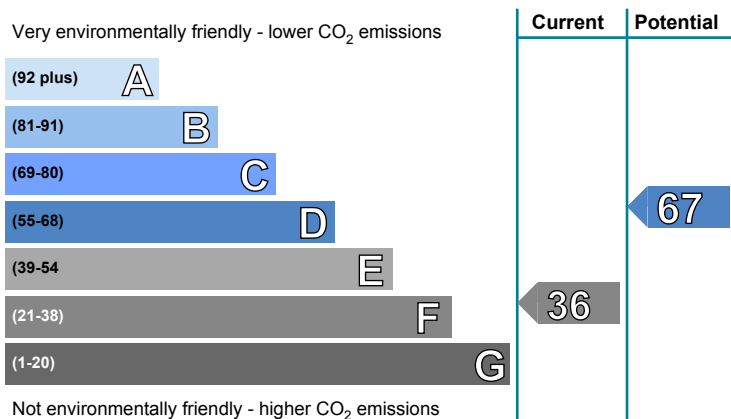 Very environmentally friendly - lower CO2 emissions
Current
Potential
(92 plus) A
(81-91) B
(69-80) C
(55-68) D
67
(39-54 E
(21-38) F
36
(1-20) G
Not environmentally friendly - higher CO2 emissions